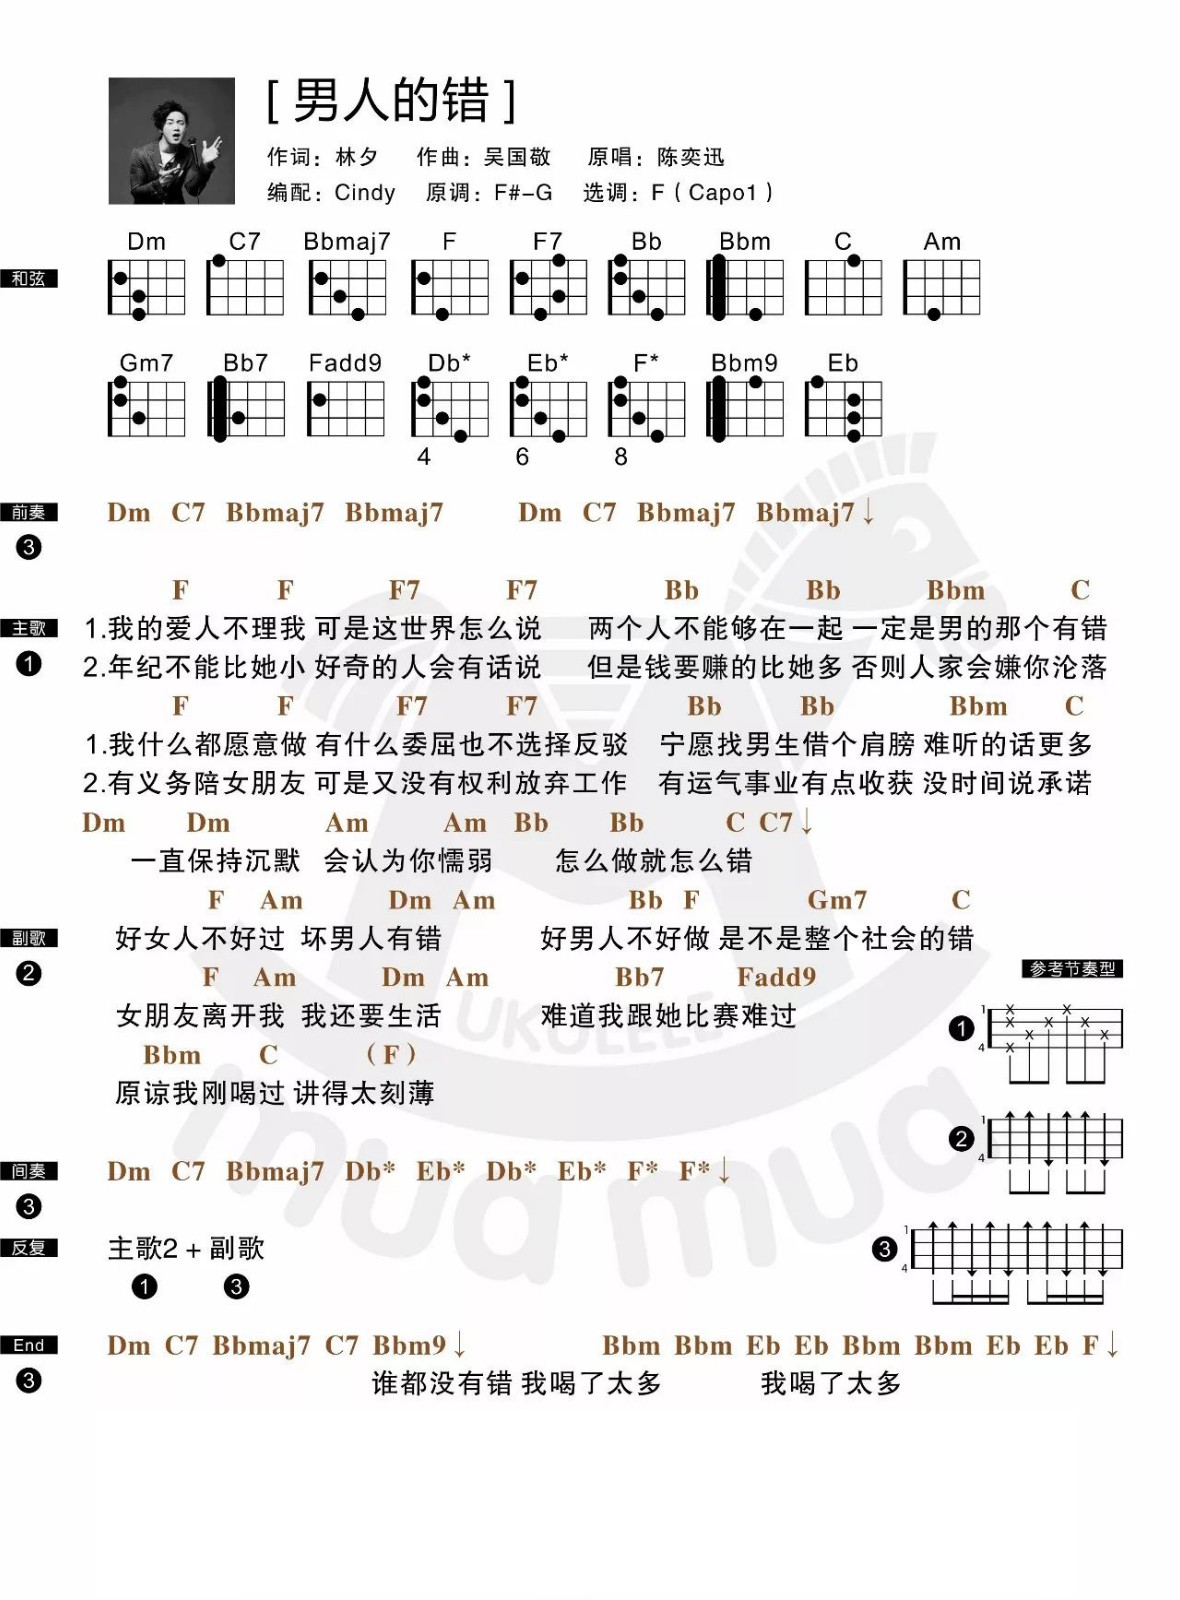 [ 男人的错 ]
作词：林夕 作曲：吴国敬 原唱：陈奕迅
编配：Cindy 原调：F#-G 选调：F（Capo1）
和弦
Dm C7 Bbmaj7 F F7 Bb Bbm C Am
Gm7 Bb7 Fadd9 Db* Eb* F* Bbm9 Eb
4 6 8
前奏 Dm C7 Bbmaj7 Bbmaj7 Dm C7 Bbmaj7 Bbmaj7↓
3
F F F7 F7 Bb Bb Bbm C
主歌 1.我的爱人不理我 可是这世界怎么说 两个人不能够在一起 一定是男的那个有错
1 2.年纪不能比她小 好奇的人会有话说 但是钱要赚的比她多 否则人家会嫌你沦落
F F F7 F7 Bb Bb Bbm C
1.我什么都愿意做 有什么委屈也不选择反驳 宁愿找男生借个肩膀 难听的话更多
2.有义务陪女朋友 可是又没有权利放弃工作 有运气事业有点收获 没时间说承诺
Dm Dm Am Am Bb Bb C C7↓
一直保持沉默 会认为你懦弱 怎么做就怎么错
F Am Dm Am Bb F Gm7 C
副歌 好女人不好过 坏男人有错 好男人不好做 是不是整个社会的错
2
F Am Dm Am Bb7 Fadd9
女朋友离开我 我还要生活 难道我跟她比赛难过
Bbm C （F）
原谅我刚喝过 讲得太刻薄
参考节奏型
1 1 4
2 1 4
3 1 4
UKULELE
mua mua
间奏 Dm C7 Bbmaj7 Db* Eb* Db* Eb* F* F*↓
3
反复 主歌2 + 副歌
1 3
End Dm C7 Bbmaj7 C7 Bbm9↓ Bbm Bbm Eb Eb Bbm Bbm Eb Eb F↓
3 谁都没有错 我喝了太多 我喝了太多